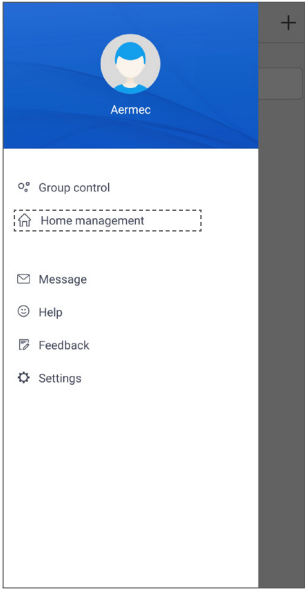 Aermec
Group control
Home management
Message
Help
Feedback
Settings